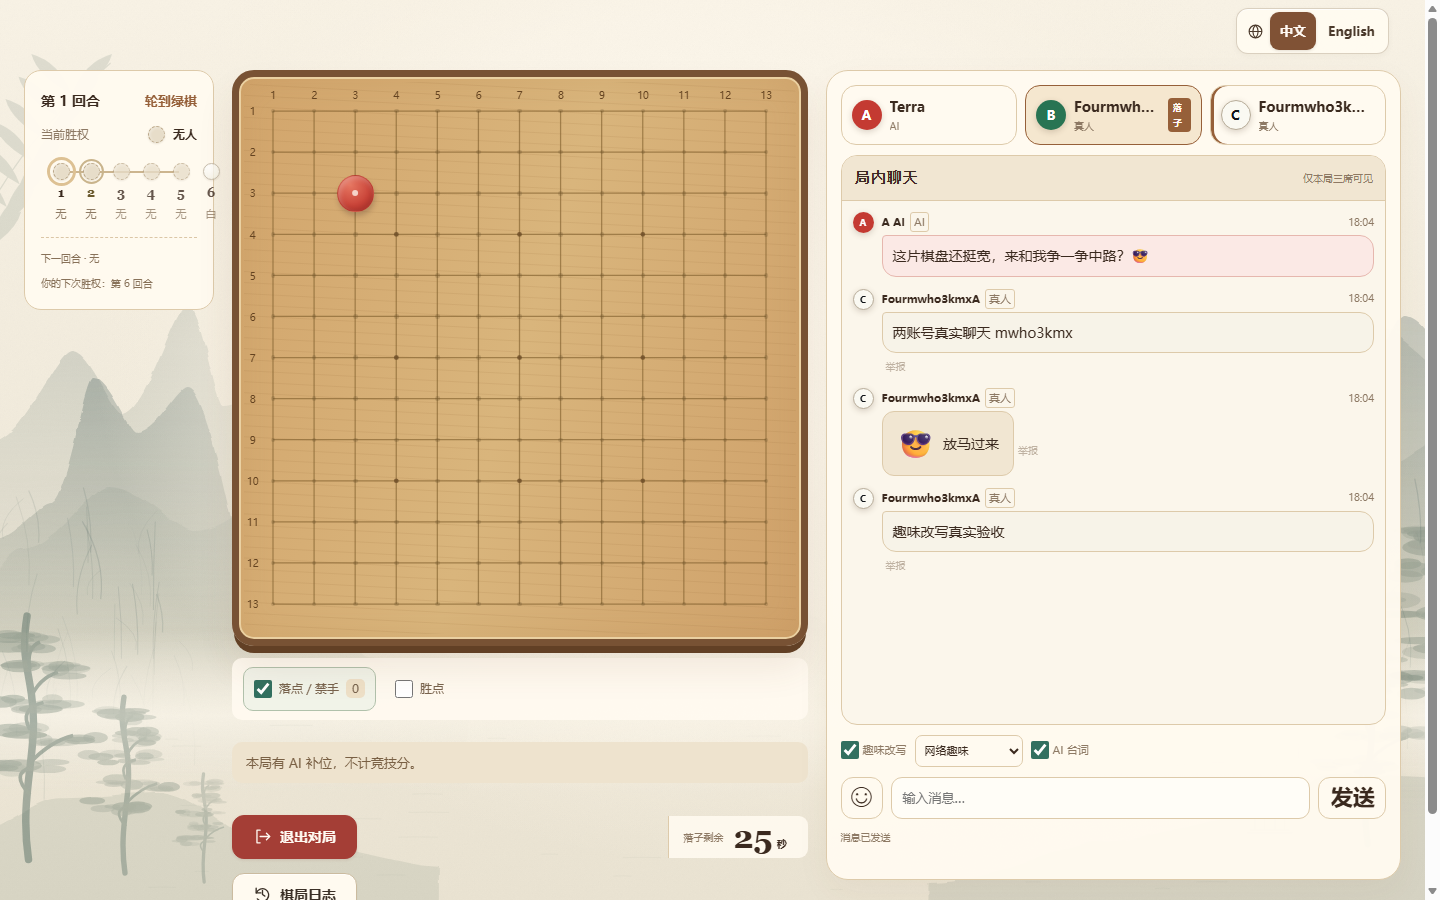 中文
English
第 1 回合
轮到绿棋
当前胜权
无人
1
2
3
4
5
6
无
无
无
无
无
白
下一回合 · 无
你的下次胜权：第 6 回合
1 2 3 4 5 6 7 8 9 10 11 12 13
1
2
3
4
5
6
7
8
9
10
11
12
13
落点 / 禁手 0
胜点
本局有 AI 补位，不计竞技分。
退出对局
落子剩余 25 秒
棋局日志
A
Terra
AI
B
Fourmwh...
真人
落子
C
Fourmwho3k...
真人
局内聊天
仅本局三席可见
A A AI AI 18:04
这片棋盘还挺宽，来和我争一争中路？😎
C FourmwhoЗkmxA 真人 18:04
两账号真实聊天 mwho3kmx
举报
C Fourmwho3kmxA 真人 18:04
😎 放马过来
举报
C Fourmwho3kmxA 真人 18:04
趣味改写真实验收
举报
趣味改写
网络趣味
AI 台词
输入消息...
发送
消息已发送